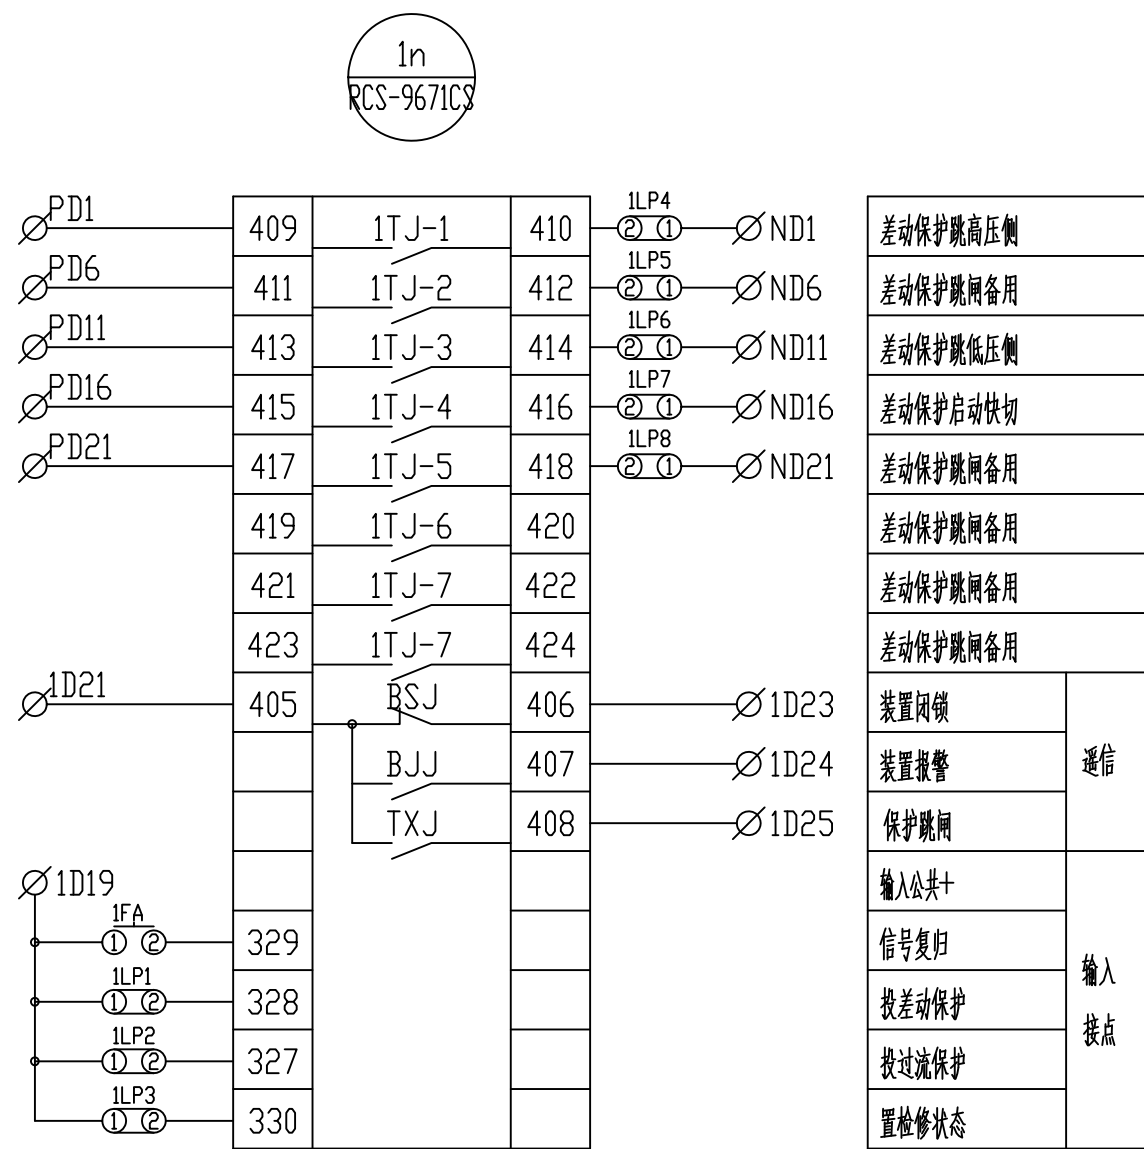 1n
RCS-9671CS
PD1 409 1TJ-1 410 1LP4 2 1 ND1 差动保护跳高压侧
PD6 411 1TJ-2 412 1LP5 2 1 ND6 差动保护跳闸备用
PD11 413 1TJ-3 414 1LP6 2 1 ND11 差动保护跳低压侧
PD16 415 1TJ-4 416 1LP7 2 1 ND16 差动保护启动快切
PD21 417 1TJ-5 418 1LP8 2 1 ND21 差动保护跳闸备用
419 1TJ-6 420 差动保护跳闸备用
421 1TJ-7 422 差动保护跳闸备用
423 1TJ-7 424 差动保护跳闸备用
1D21 405 BSJ 406 1D23 装置闭锁
BJJ 407 1D24 装置报警 遥信
TXJ 408 1D25 保护跳闸
1D19 输入公共+
1FA 1 2 329 信号复归
1LP1 1 2 328 投差动保护 输入
1LP2 1 2 327 投过流保护 接点
1LP3 1 2 330 置检修状态